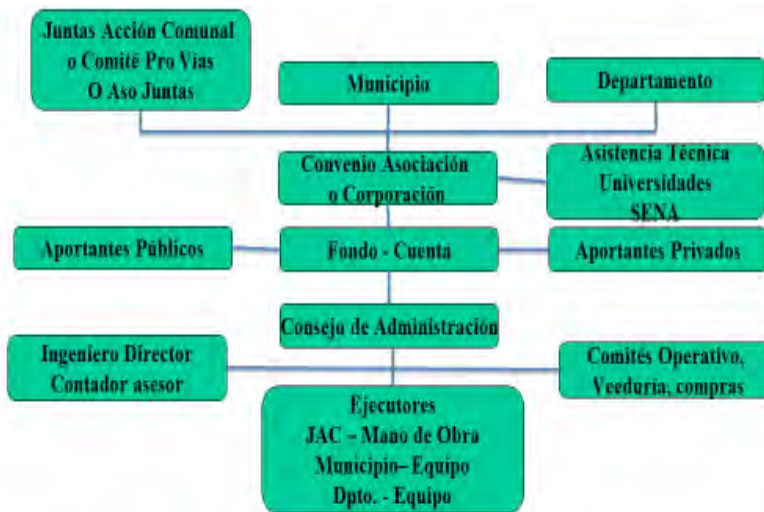 Juntas Acción Comunal
o Comité Pro Vias
O Aso Juntas
Municipio
Departamento
Convenio Asociación
o Corporación
Asistencia Técnica
Universidades
SENA
Aportantes Públicos
Fondo - Cuenta
Aportantes Privados
Consejo de Administración
Ingeniero Director
Contador asesor
Comités Operativo,
Veeduría, compras
Ejecutores
JAC – Mano de Obra
Municipio– Equipo
Dpto. - Equipo